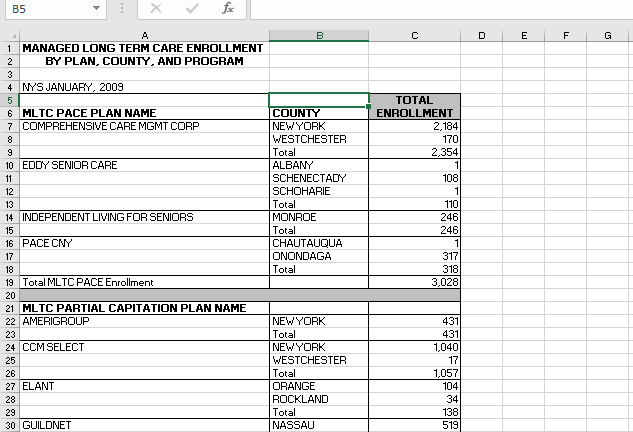 B5 fx
A B C D E F G
1 MANAGED LONG TERM CARE ENROLLMENT
2 BY PLAN, COUNTY, AND PROGRAM
3
4 NYS JANUARY, 2009
5 TOTAL
6 MLTC PACE PLAN NAME COUNTY ENROLLMENT
7 COMPREHENSIVE CARE MGMT CORP NEW YORK 2,184
8 WESTCHESTER 170
9 Total 2,354
10 EDDY SENIOR CARE ALBANY 1
11 SCHENECTADY 108
12 SCHOHARIE 1
13 Total 110
14 INDEPENDENT LIVING FOR SENIORS MONROE 246
15 Total 246
16 PACE CNY CHAUTAUQUA 1
17 ONONDAGA 317
18 Total 318
19 Total MLTC PACE Enrollment 3,028
20
21 MLTC PARTIAL CAPITATION PLAN NAME
22 AMERIGROUP NEW YORK 431
23 Total 431
24 CCM SELECT NEW YORK 1,040
25 WESTCHESTER 17
26 Total 1,057
27 ELANT ORANGE 104
28 ROCKLAND 34
29 Total 138
30 GUILDNET NASSAU 519